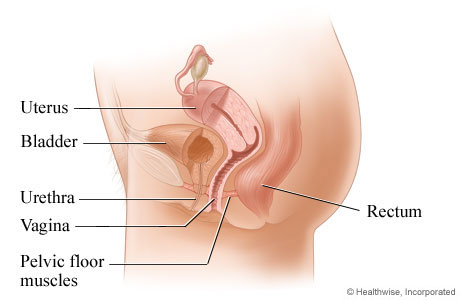 Uterus
Bladder
Urethra
Vagina
Pelvic floor
muscles
Rectum
© Healthwise, Incorporated